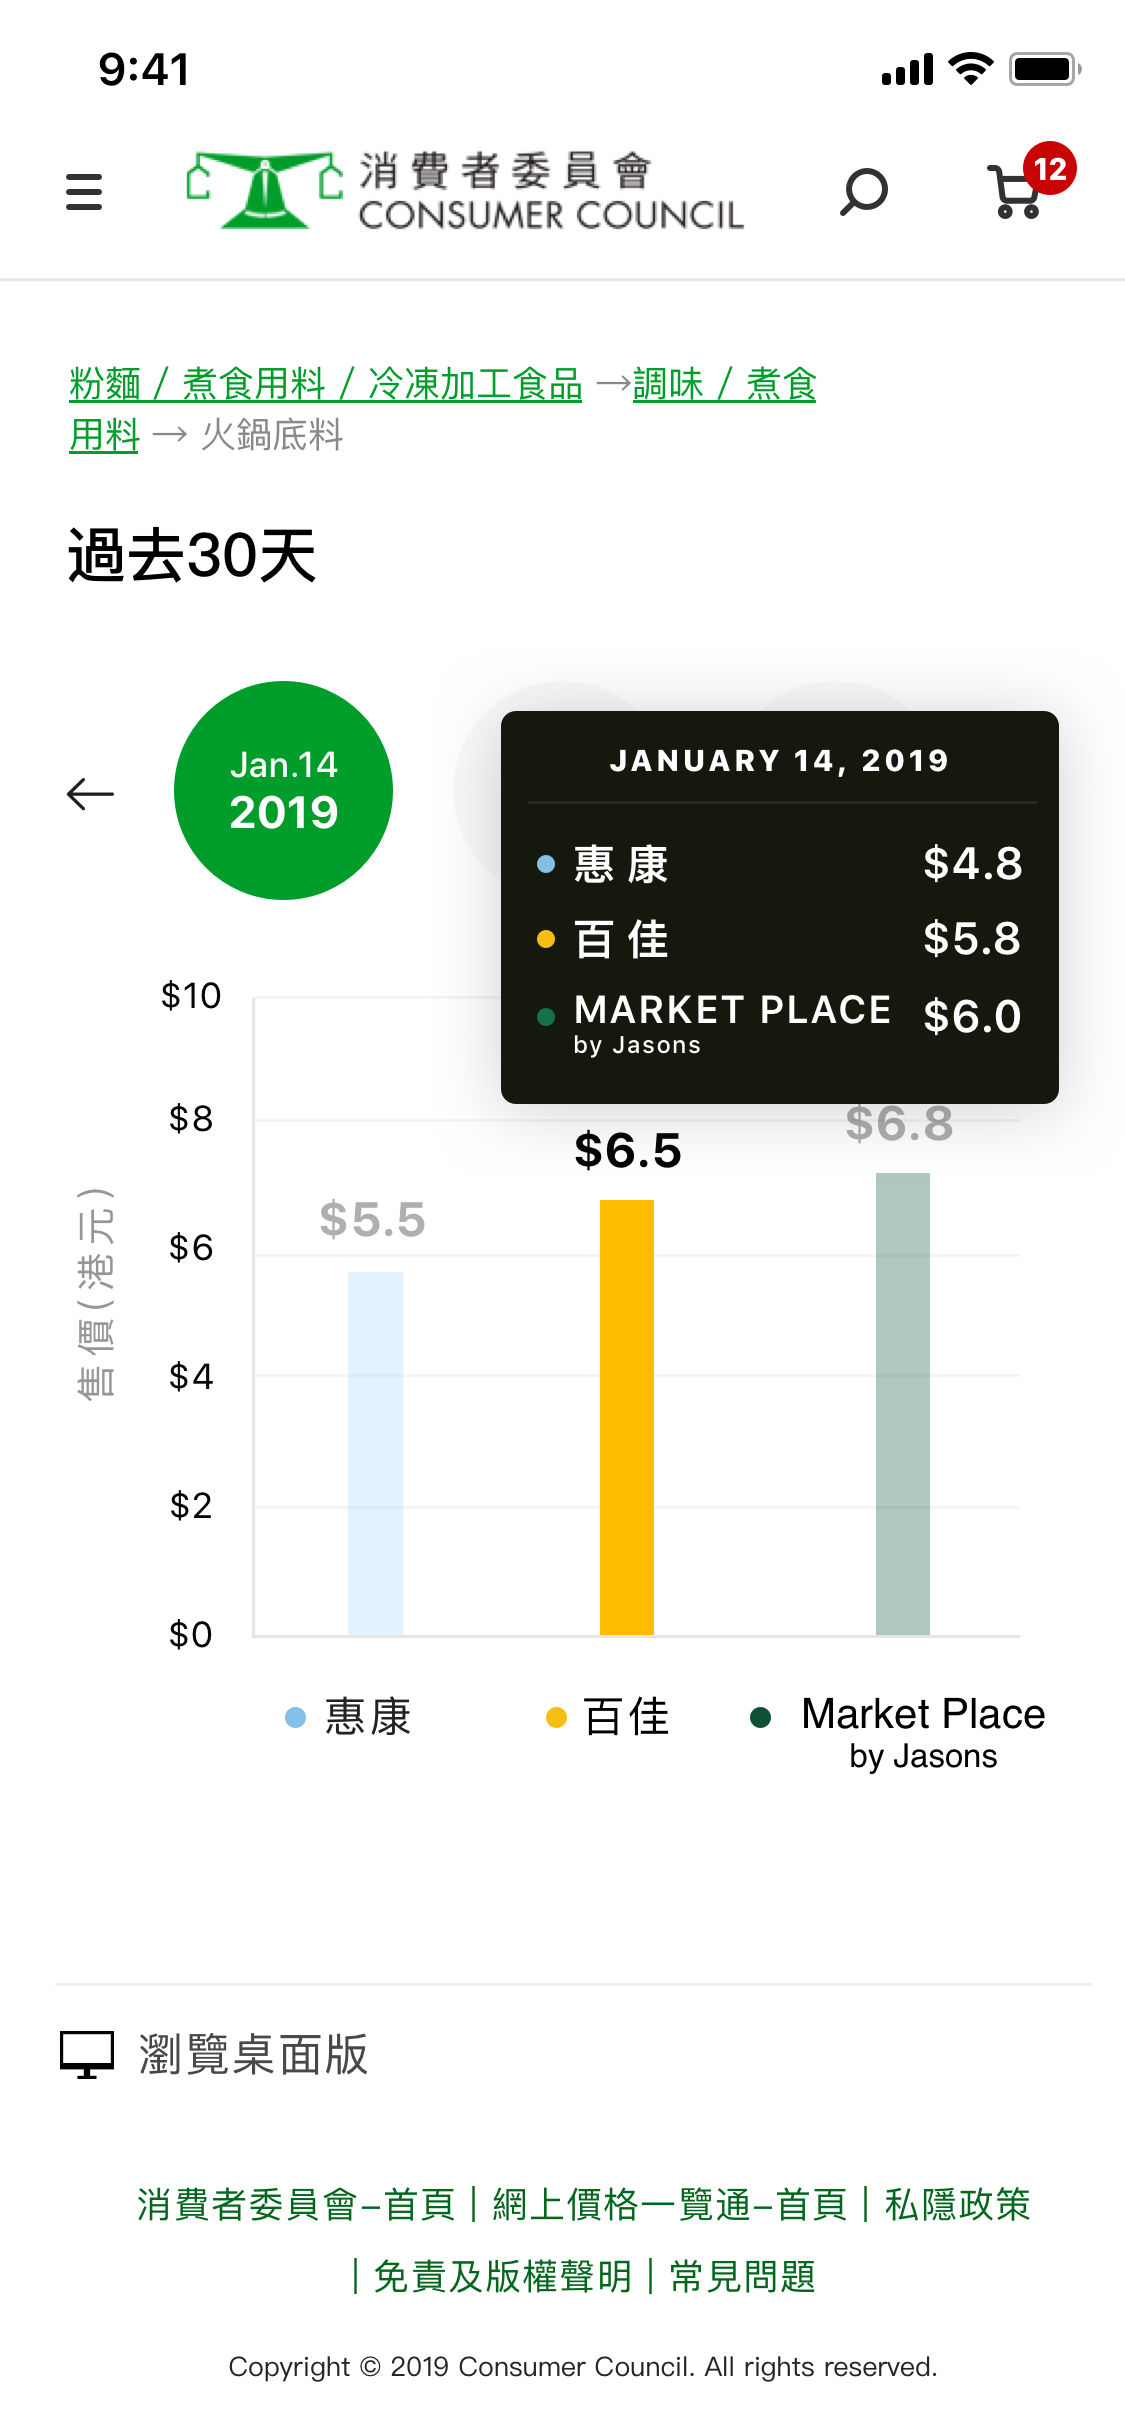 9:41
消費者委員會
CONSUMER COUNCIL
12
粉麵 / 煮食用料 / 冷凍加工食品 →調味 / 煮食
用料 → 火鍋底料
過去30天
Jan.14
2019
JANUARY 14, 2019
惠康 $4.8
百佳 $5.8
MARKET PLACE $6.0
by Jasons
$10
$8
$6
$4
$2
$0
售價(港元)
$5.5
$6.5
$6.8
惠康
百佳
Market Place
by Jasons
瀏覽桌面版
消費者委員會–首頁 | 網上價格一覽通–首頁 | 私隱政策
| 免責及版權聲明 | 常見問題
Copyright © 2019 Consumer Council. All rights reserved.